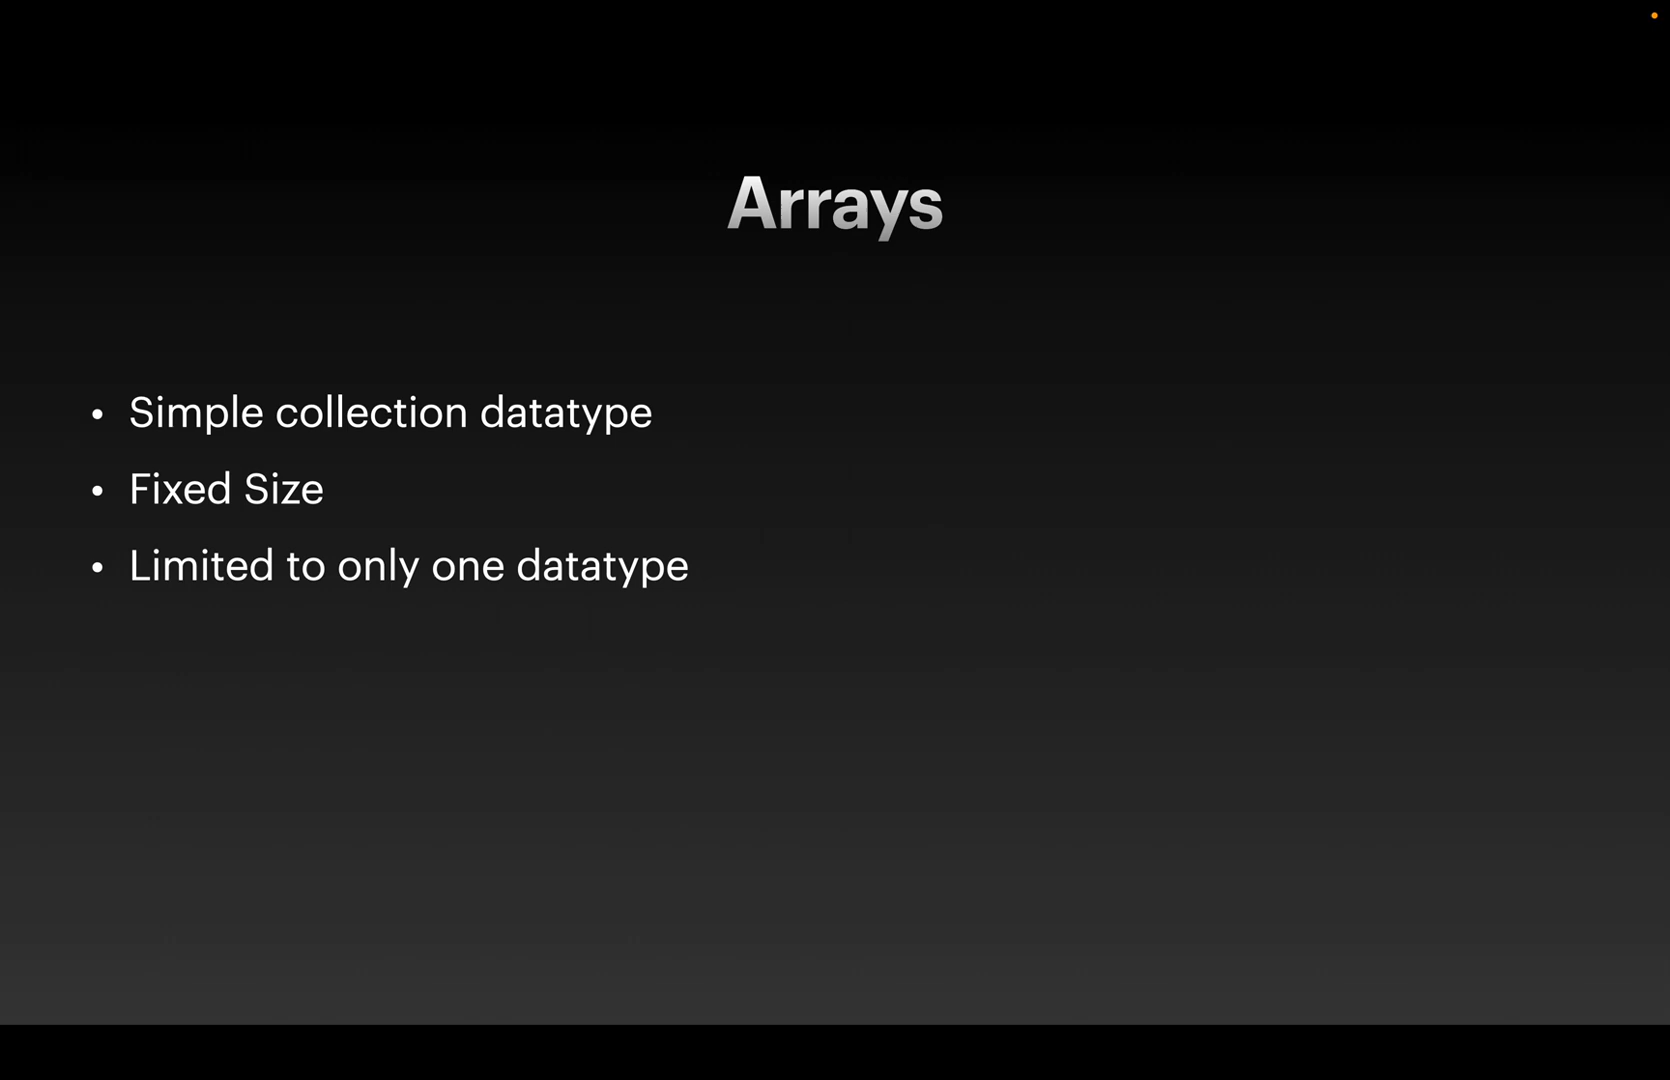 Arrays
• Simple collection datatype
• Fixed Size
• Limited to only one datatype